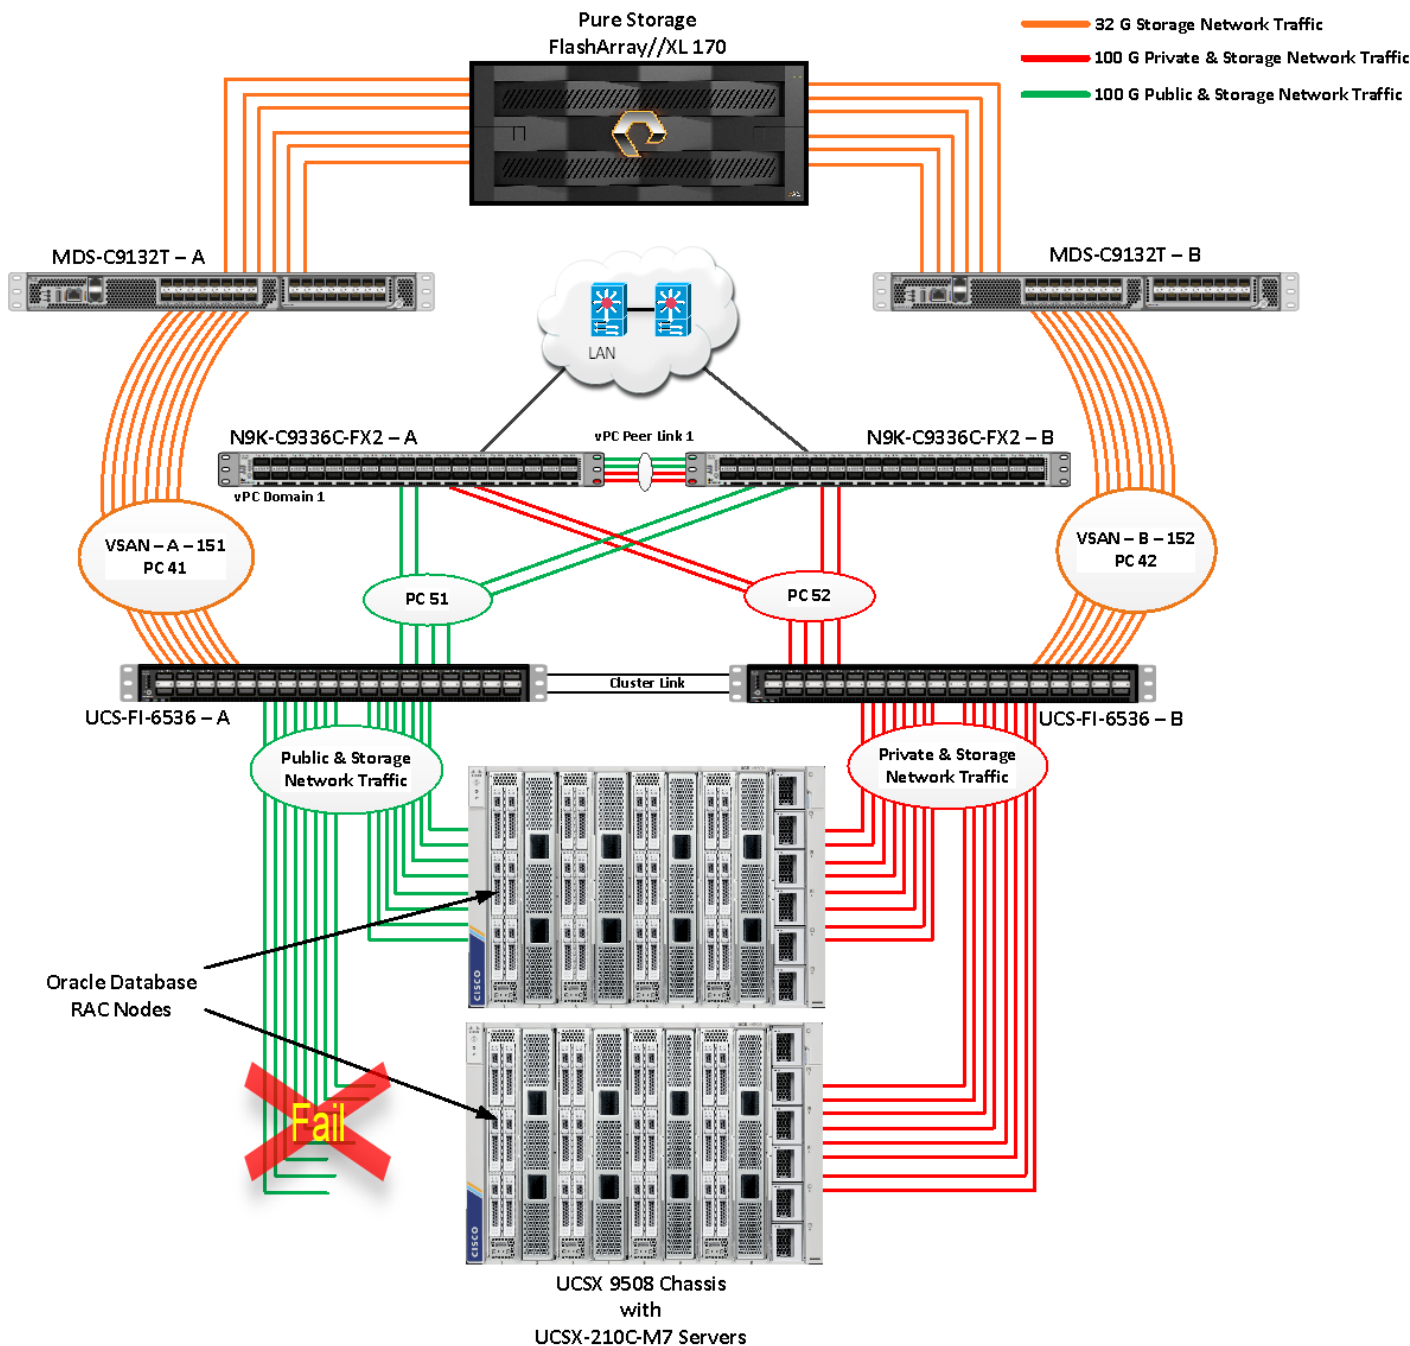 Pure Storage
FlashArray//XL 170
32 G Storage Network Traffic
100 G Private & Storage Network Traffic
100 G Public & Storage Network Traffic
MDS-C9132T – A
MDS-C9132T – B
LAN
N9K-C9336C-FX2 – A
vPC Peer Link 1
N9K-C9336C-FX2 – B
vPC Domain 1
VSAN – A – 151
PC 41
VSAN – B – 152
PC 42
PC 51
PC 52
Cluster Link
UCS-FI-6536 – A
UCS-FI-6536 – B
Public & Storage
Network Traffic
Private & Storage
Network Traffic
Oracle Database
RAC Nodes
CISCO
Fail
CISCO
UCSX 9508 Chassis
with
UCSX-210C-M7 Servers